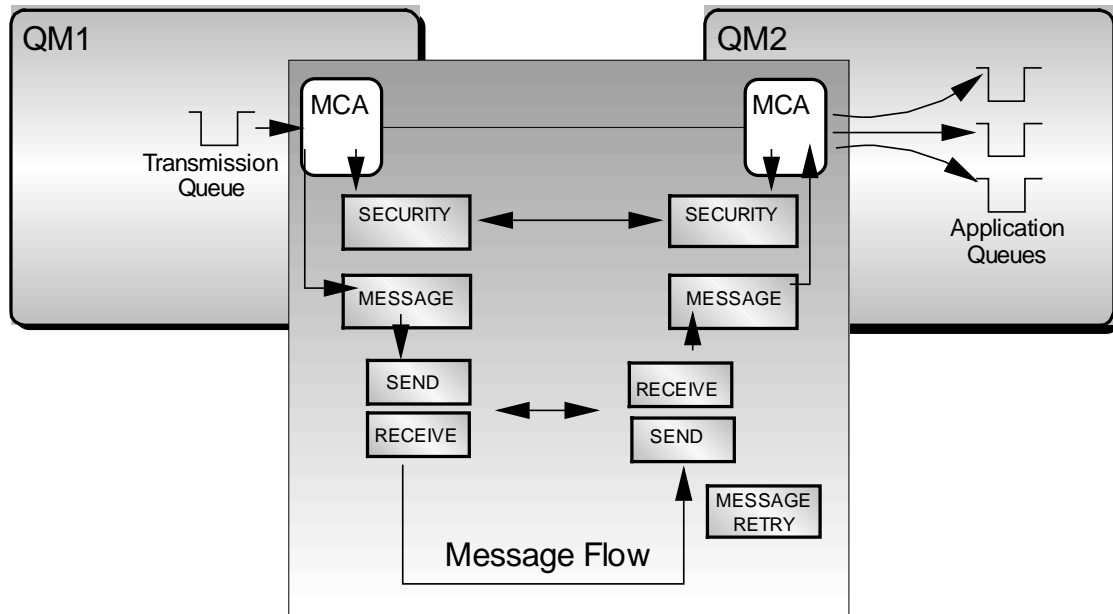 QM1
QM2
MCA
MCA
Transmission
Queue
SECURITY
SECURITY
Application
Queues
MESSAGE
MESSAGE
SEND
RECEIVE
RECEIVE
SEND
MESSAGE
RETRY
Message Flow